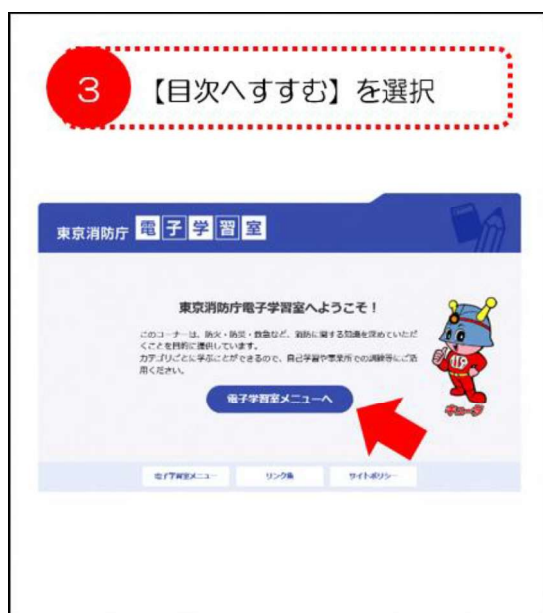 3
【目次へすすむ】を選択
東京消防庁 電子学習室
東京消防庁電子学習室へようこそ！
このコーナーは、防火・防災・救急など、消防に関する知識を深めていただ
くことを目的に提供しています。
カテゴリごとに学ぶことができるので、自己学習や事業所での訓練等にご活
用ください。
電子学習室メニューへ
キュータ
電子学習室メニュー
リンク集
サイトポリシー
119